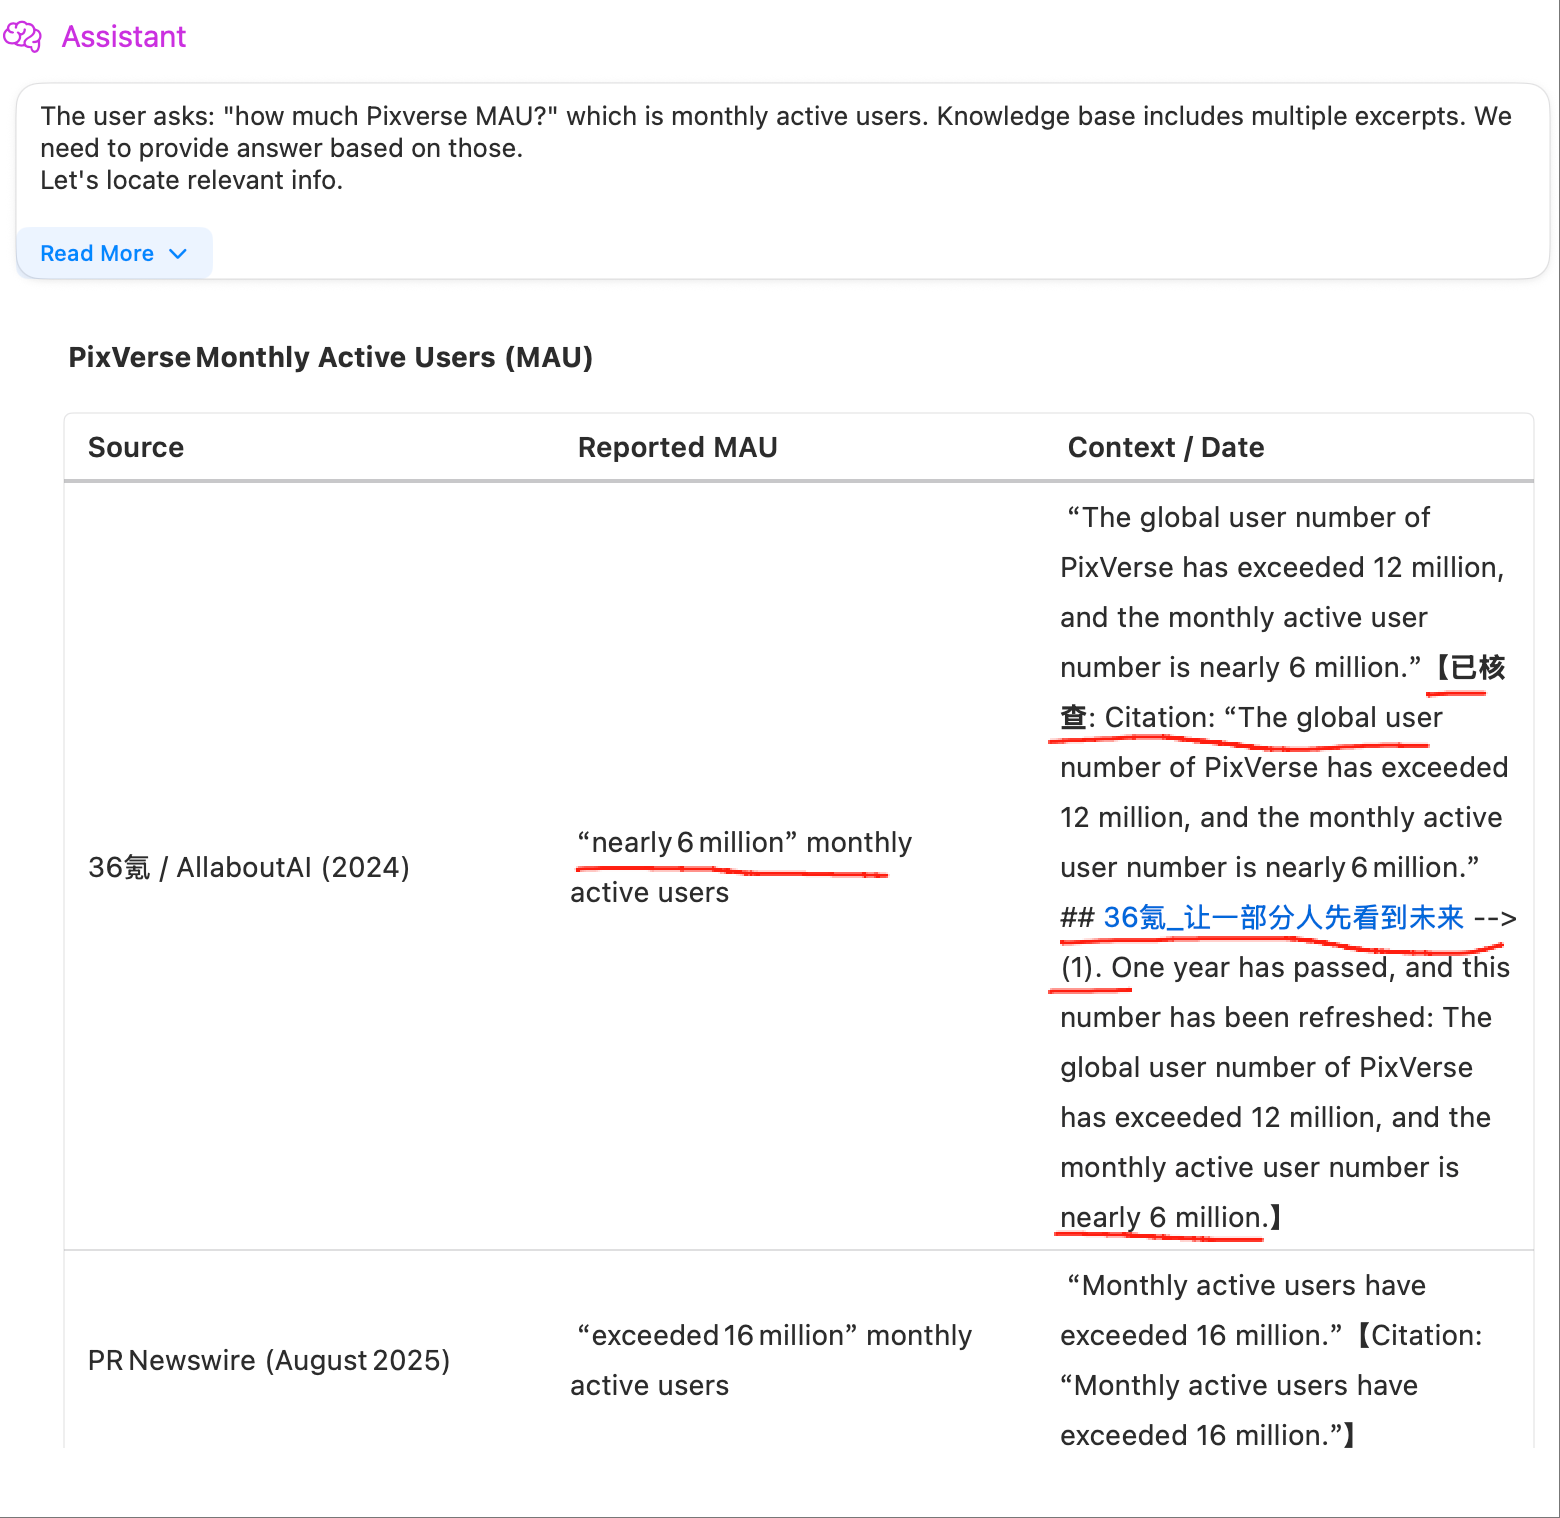 Assistant
The user asks: "how much Pixverse MAU?" which is monthly active users. Knowledge base includes multiple excerpts. We
need to provide answer based on those.
Let's locate relevant info.
Read More
PixVerse Monthly Active Users (MAU)
Source
Reported MAU
Context / Date
36氪 / AllaboutAI (2024)
“nearly 6 million” monthly
active users
“The global user number of
PixVerse has exceeded 12 million,
and the monthly active user
number is nearly 6 million.”【已核
查: Citation: “The global user
number of PixVerse has exceeded
12 million, and the monthly active
user number is nearly 6 million.”
## 36氪_让一部分人先看到未来 -->
(1). One year has passed, and this
number has been refreshed: The
global user number of PixVerse
has exceeded 12 million, and the
monthly active user number is
nearly 6 million.】
PR Newswire (August 2025)
“exceeded 16 million” monthly
active users
“Monthly active users have
exceeded 16 million.”【Citation:
“Monthly active users have
exceeded 16 million.”】